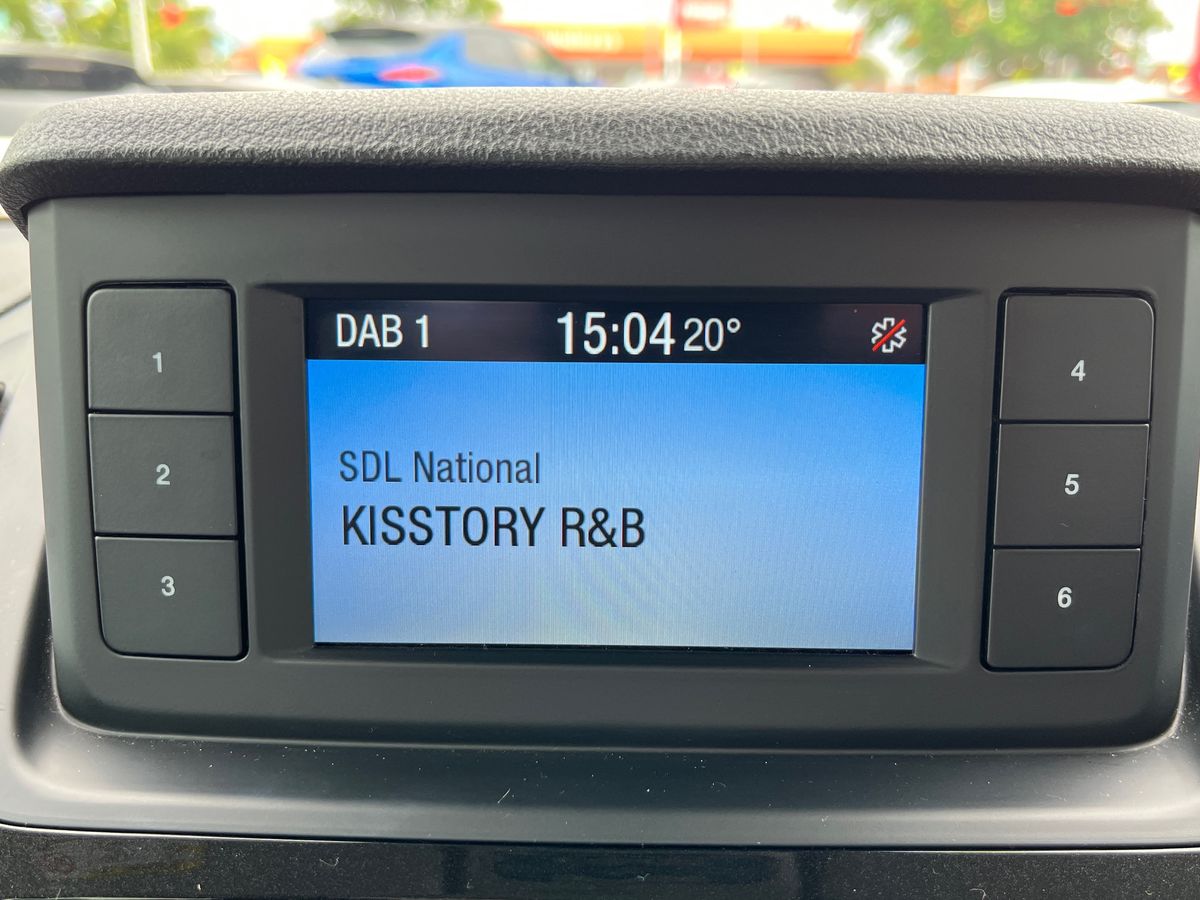 DAB 1 15:04 20°
SDL National
KISSTORY R&B
1
2
3
4
5
6